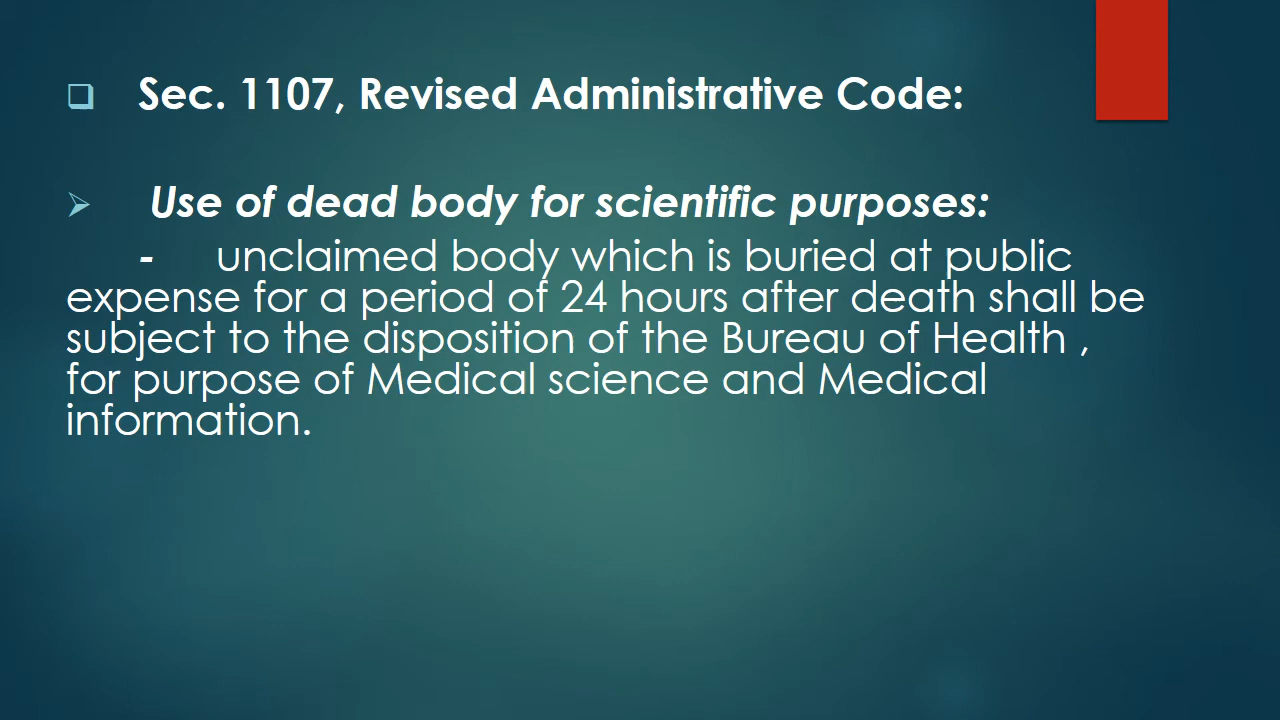 Sec. 1107, Revised Administrative Code:
Use of dead body for scientific purposes:
- unclaimed body which is buried at public
expense for a period of 24 hours after death shall be
subject to the disposition of the Bureau of Health ,
for purpose of Medical science and Medical
information.